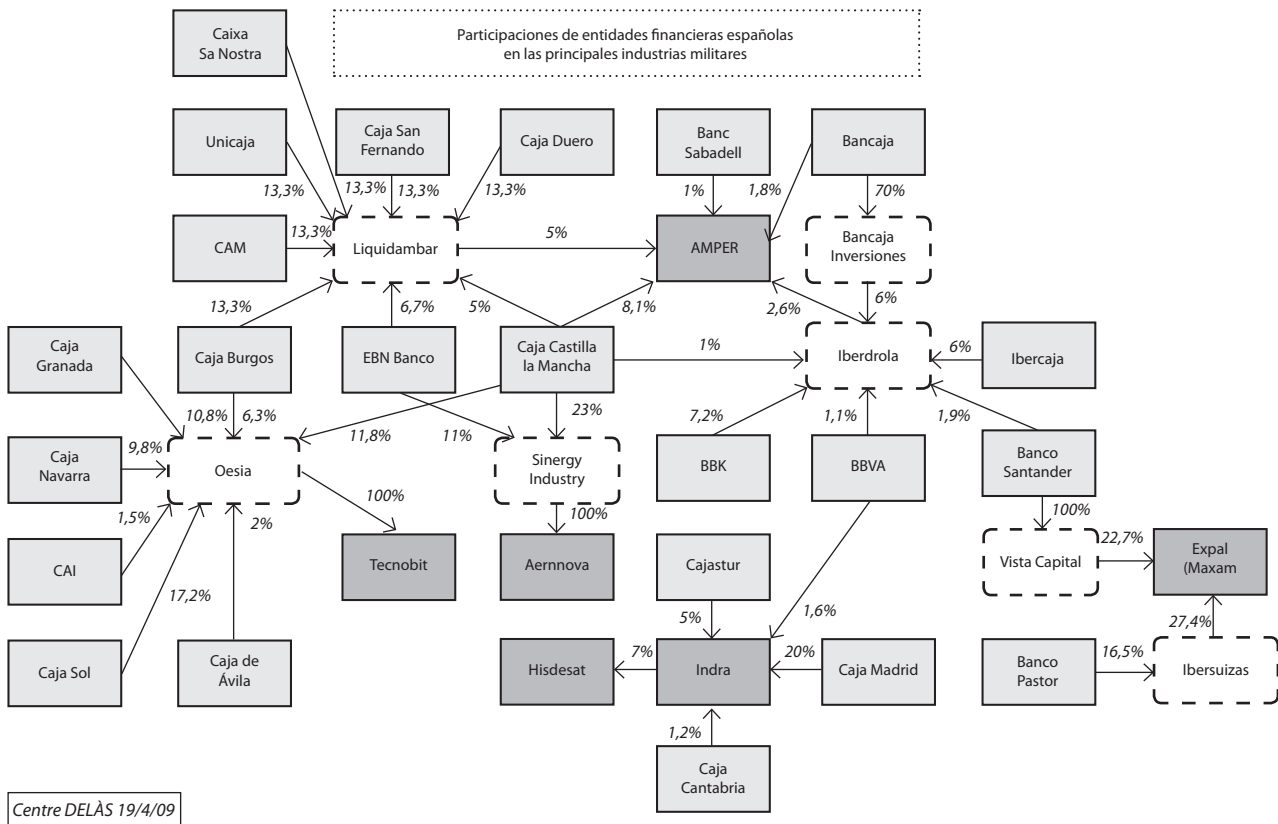 Caixa
Sa Nostra
Participaciones de entidades financieras españolas
en las principales industrias militares
Unicaja
Caja San
Fernando
Caja Duero
Banc
Sabadell
Bancaja
13,3%
13,3%
13,3%
13,3%
1%
1,8%
70%
CAM
13,3%
Liquidambar
5%
AMPER
Bancaja
Inversiones
13,3%
6,7%
5%
8,1%
2,6%
6%
Caja
Granada
Caja Burgos
EBN Banco
Caja Castilla
la Mancha
1%
Iberdrola
6%
Ibercaja
10,8%
6,3%
11,8%
11%
23%
7,2%
1,1%
1,9%
Caja
Navarra
9,8%
Oesia
Sinergy
Industry
BBK
BBVA
Banco
Santander
1,5%
2%
100%
100%
100%
CAI
17,2%
Tecnobit
Aernnova
Cajastur
Vista Capital
22,7%
Expal
(Maxam
5%
1,6%
27,4%
Caja Sol
Caja de
Ávila
Hisdesat
7%
Indra
20%
Caja Madrid
Banco
Pastor
16,5%
Ibersuizas
1,2%
Caja
Cantabria
Centre DELÀS 19/4/09